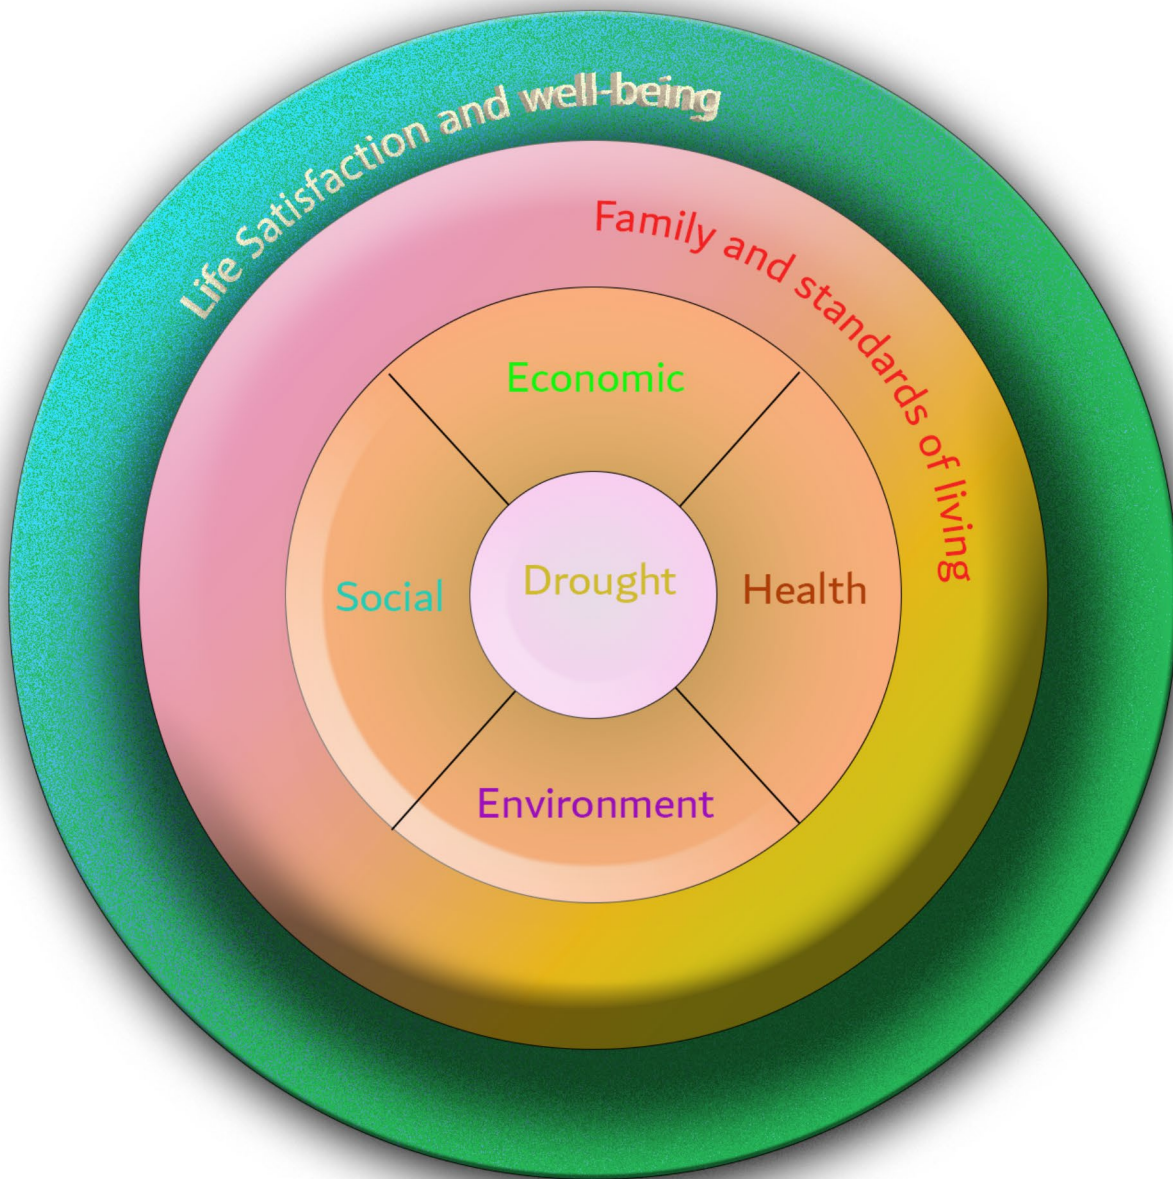 Life Satisfaction and well-being
Family and standards of living
Economic
Social
Drought
Health
Environment